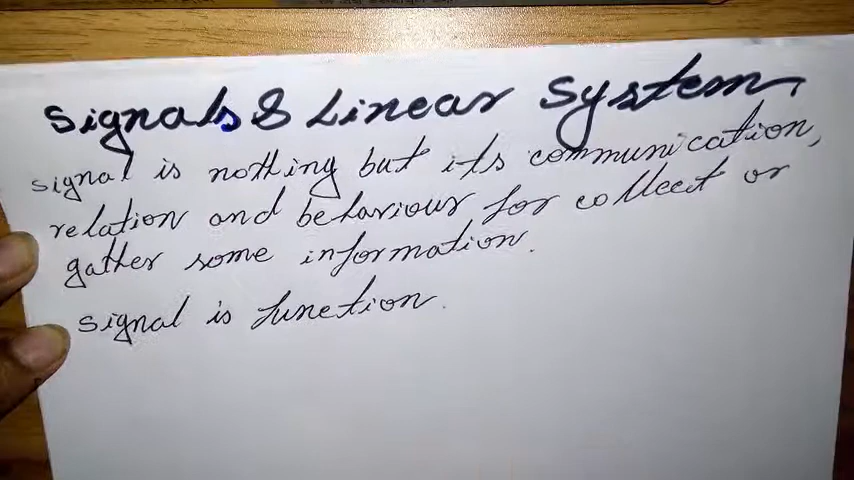 Signals & Linear System
Signal is nothing but its communication,
relation and behaviour for collect or
gather some information.
Signal is function.